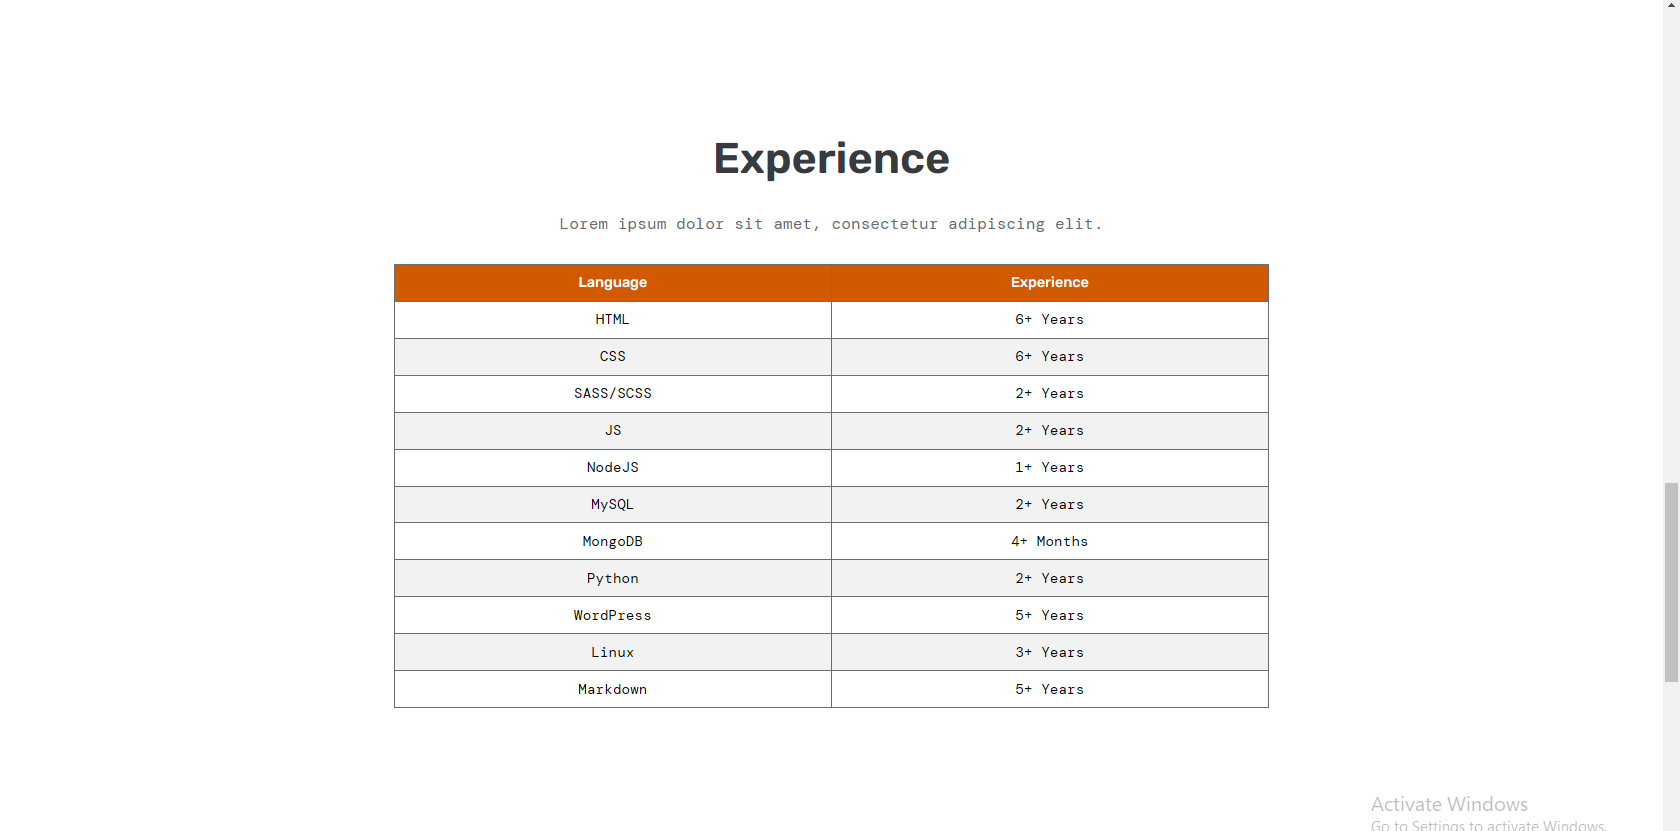 Experience
Lorem ipsum dolor sit amet, consectetur adipiscing elit.
Language Experience
HTML 6+ Years
CSS 6+ Years
SASS/SCSS 2+ Years
JS 2+ Years
NodeJS 1+ Years
MySQL 2+ Years
MongoDB 4+ Months
Python 2+ Years
WordPress 5+ Years
Linux 3+ Years
Markdown 5+ Years
Activate Windows
Go to Settings to activate Windows.